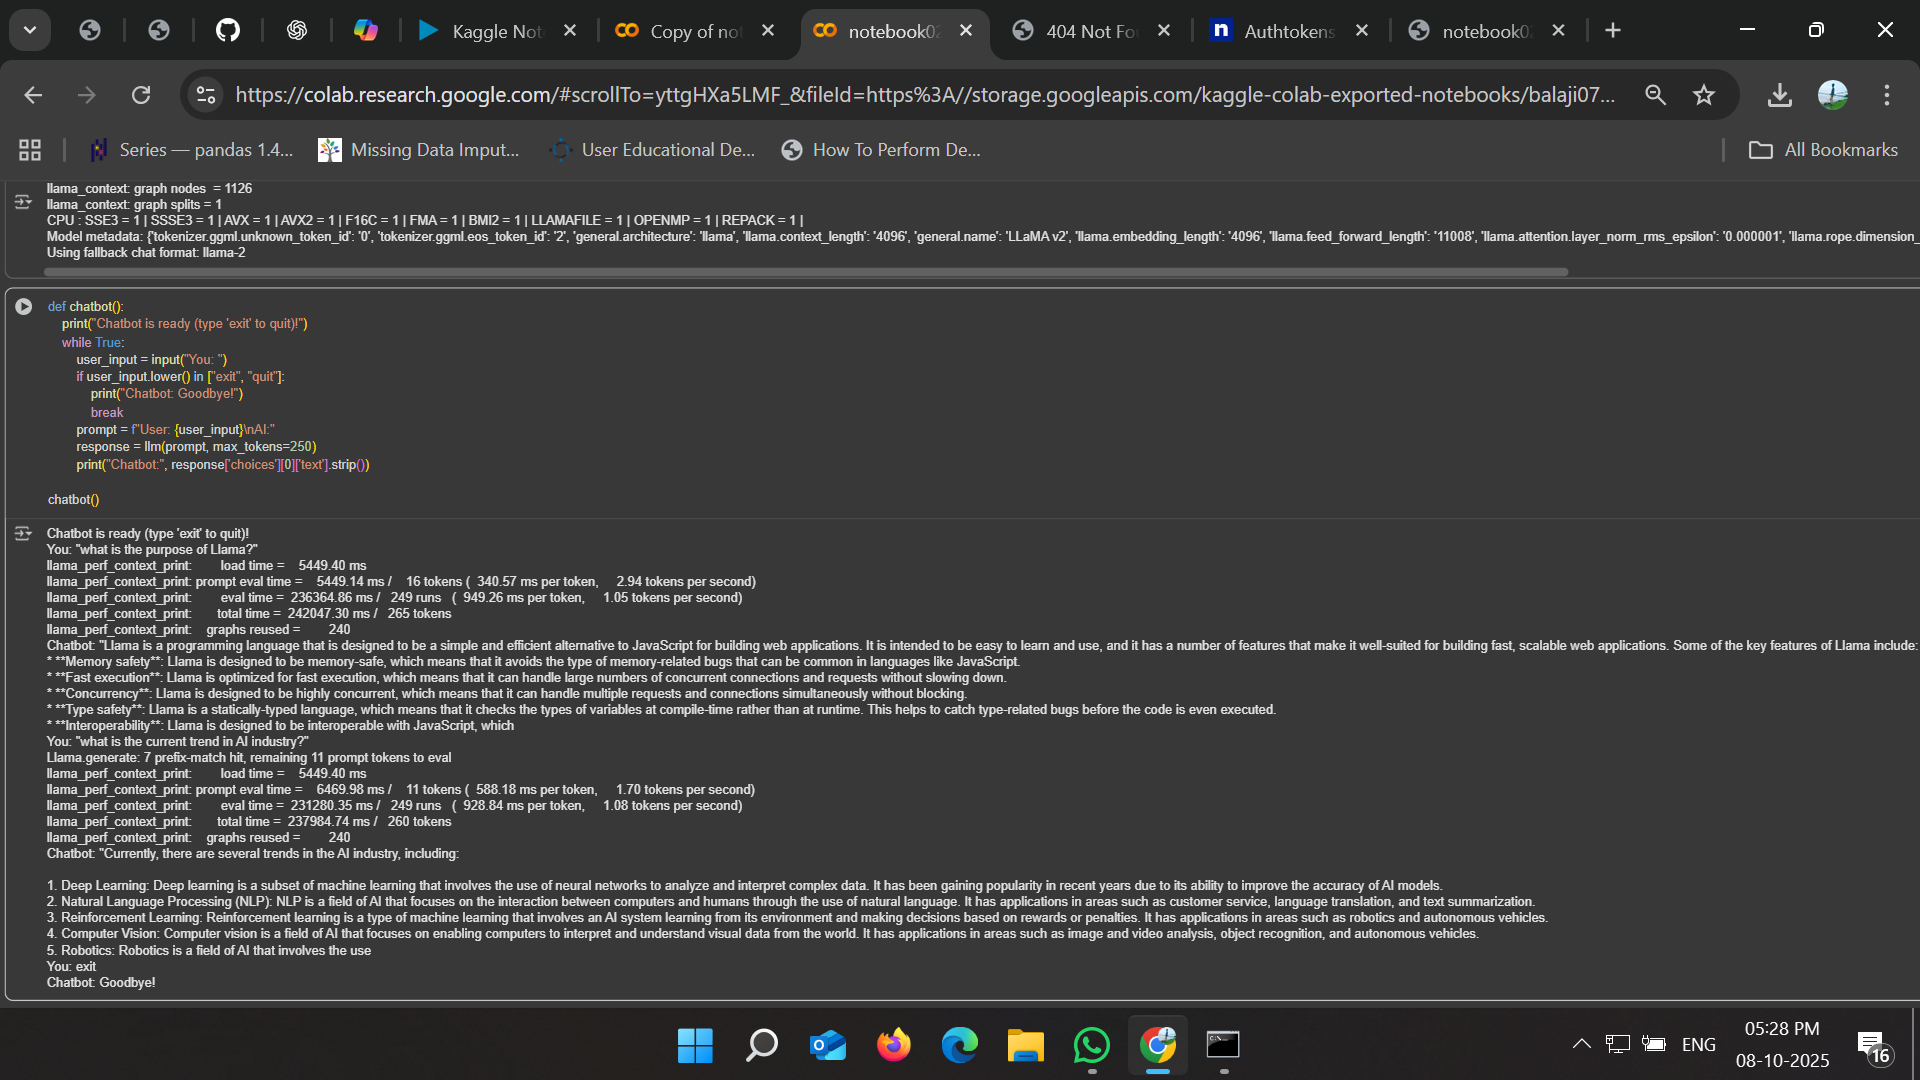 Kaggle Not
Copy of no
notebook02
404 Not Fo
Authtokens
notebook0
https://colab.research.google.com/#scrollTo=yttgHXa5LMF_&fileId=https%3A//storage.googleapis.com/kaggle-colab-exported-notebooks/balaji07...
Series — pandas 1.4...
Missing Data Imput...
User Educational De...
How To Perform De...
All Bookmarks
llama_context: graph nodes  = 1126
llama_context: graph splits = 1
CPU : SSE3 = 1 | SSSE3 = 1 | AVX = 1 | AVX2 = 1 | F16C = 1 | FMA = 1 | BMI2 = 1 | LLAMAFILE = 1 | OPENMP = 1 | REPACK = 1 |
Model metadata: {'tokenizer.ggml.unknown_token_id': '0', 'tokenizer.ggml.eos_token_id': '2', 'general.architecture': 'llama', 'llama.context_length': '4096', 'general.name': 'LLaMA v2', 'llama.embedding_length': '4096', 'llama.feed_forward_length': '11008', 'llama.attention.layer_norm_rms_epsilon': '0.000001', 'llama.rope.dimension_
Using fallback chat format: llama-2
def chatbot():
print("Chatbot is ready (type 'exit' to quit)!")
while True:
user_input = input("You: ")
if user_input.lower() in ["exit", "quit"]:
print("Chatbot: Goodbye!")
break
prompt = f"User: {user_input}\nAI:"
response = llm(prompt, max_tokens=250)
print("Chatbot:", response['choices'][0]['text'].strip())
chatbot()
Chatbot is ready (type 'exit' to quit)!
You: "what is the purpose of Llama?"
llama_perf_context_print:        load time =    5449.40 ms
llama_perf_context_print: prompt eval time =    5449.14 ms /    16 tokens (  340.57 ms per token,     2.94 tokens per second)
llama_perf_context_print:        eval time =  236364.86 ms /   249 runs   (  949.26 ms per token,     1.05 tokens per second)
llama_perf_context_print:       total time =  242047.30 ms /   265 tokens
llama_perf_context_print:    graphs reused =        240
Chatbot: "Llama is a programming language that is designed to be a simple and efficient alternative to JavaScript for building web applications. It is intended to be easy to learn and use, and it has a number of features that make it well-suited for building fast, scalable web applications. Some of the key features of Llama include:
* **Memory safety**: Llama is designed to be memory-safe, which means that it avoids the type of memory-related bugs that can be common in languages like JavaScript.
* **Fast execution**: Llama is optimized for fast execution, which means that it can handle large numbers of concurrent connections and requests without slowing down.
* **Concurrency**: Llama is designed to be highly concurrent, which means that it can handle multiple requests and connections simultaneously without blocking.
* **Type safety**: Llama is a statically-typed language, which means that it checks the types of variables at compile-time rather than at runtime. This helps to catch type-related bugs before the code is even executed.
* **Interoperability**: Llama is designed to be interoperable with JavaScript, which
You: "what is the current trend in AI industry?"
Llama.generate: 7 prefix-match hit, remaining 11 prompt tokens to eval
llama_perf_context_print:        load time =    5449.40 ms
llama_perf_context_print: prompt eval time =    6469.98 ms /    11 tokens (  588.18 ms per token,     1.70 tokens per second)
llama_perf_context_print:        eval time =  231280.35 ms /   249 runs   (  928.84 ms per token,     1.08 tokens per second)
llama_perf_context_print:       total time =  237984.74 ms /   260 tokens
llama_perf_context_print:    graphs reused =        240
Chatbot: "Currently, there are several trends in the AI industry, including:
1. Deep Learning: Deep learning is a subset of machine learning that involves the use of neural networks to analyze and interpret complex data. It has been gaining popularity in recent years due to its ability to improve the accuracy of AI models.
2. Natural Language Processing (NLP): NLP is a field of AI that focuses on the interaction between computers and humans through the use of natural language. It has applications in areas such as customer service, language translation, and text summarization.
3. Reinforcement Learning: Reinforcement learning is a type of machine learning that involves an AI system learning from its environment and making decisions based on rewards or penalties. It has applications in areas such as robotics and autonomous vehicles.
4. Computer Vision: Computer vision is a field of AI that focuses on enabling computers to interpret and understand visual data from the world. It has applications in areas such as image and video analysis, object recognition, and autonomous vehicles.
5. Robotics: Robotics is a field of AI that involves the use
You: exit
Chatbot: Goodbye!
ENG
05:28 PM
08-10-2025
16